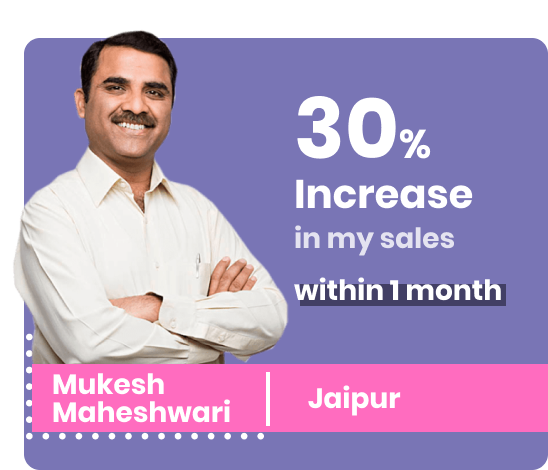 30%
Increase
in my sales
within 1 month
Mukesh
Maheshwari
Jaipur